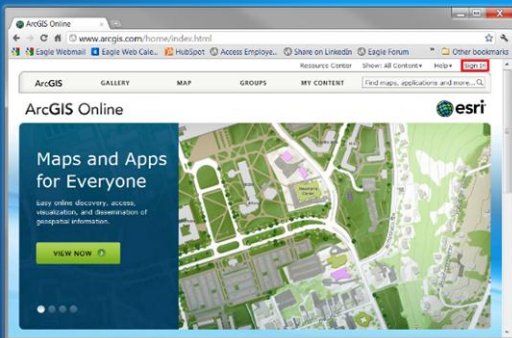 ArcGIS Online
www.arcgis.com/home/index.html
Eagle Webmail Eagle Web Cale.. HubSpot Access Employe.. Share on LinkedIn Eagle Forum » Other bookmarks
Resource Center Show: All Content Help Sign In
ArcGIS GALLERY MAP GROUPS MY CONTENT Find maps, applications and more...
ArcGIS Online esri
Maps and Apps
for Everyone
Easy online discovery, access,
visualization, and dissemination of
geospatial information.
VIEW NOW